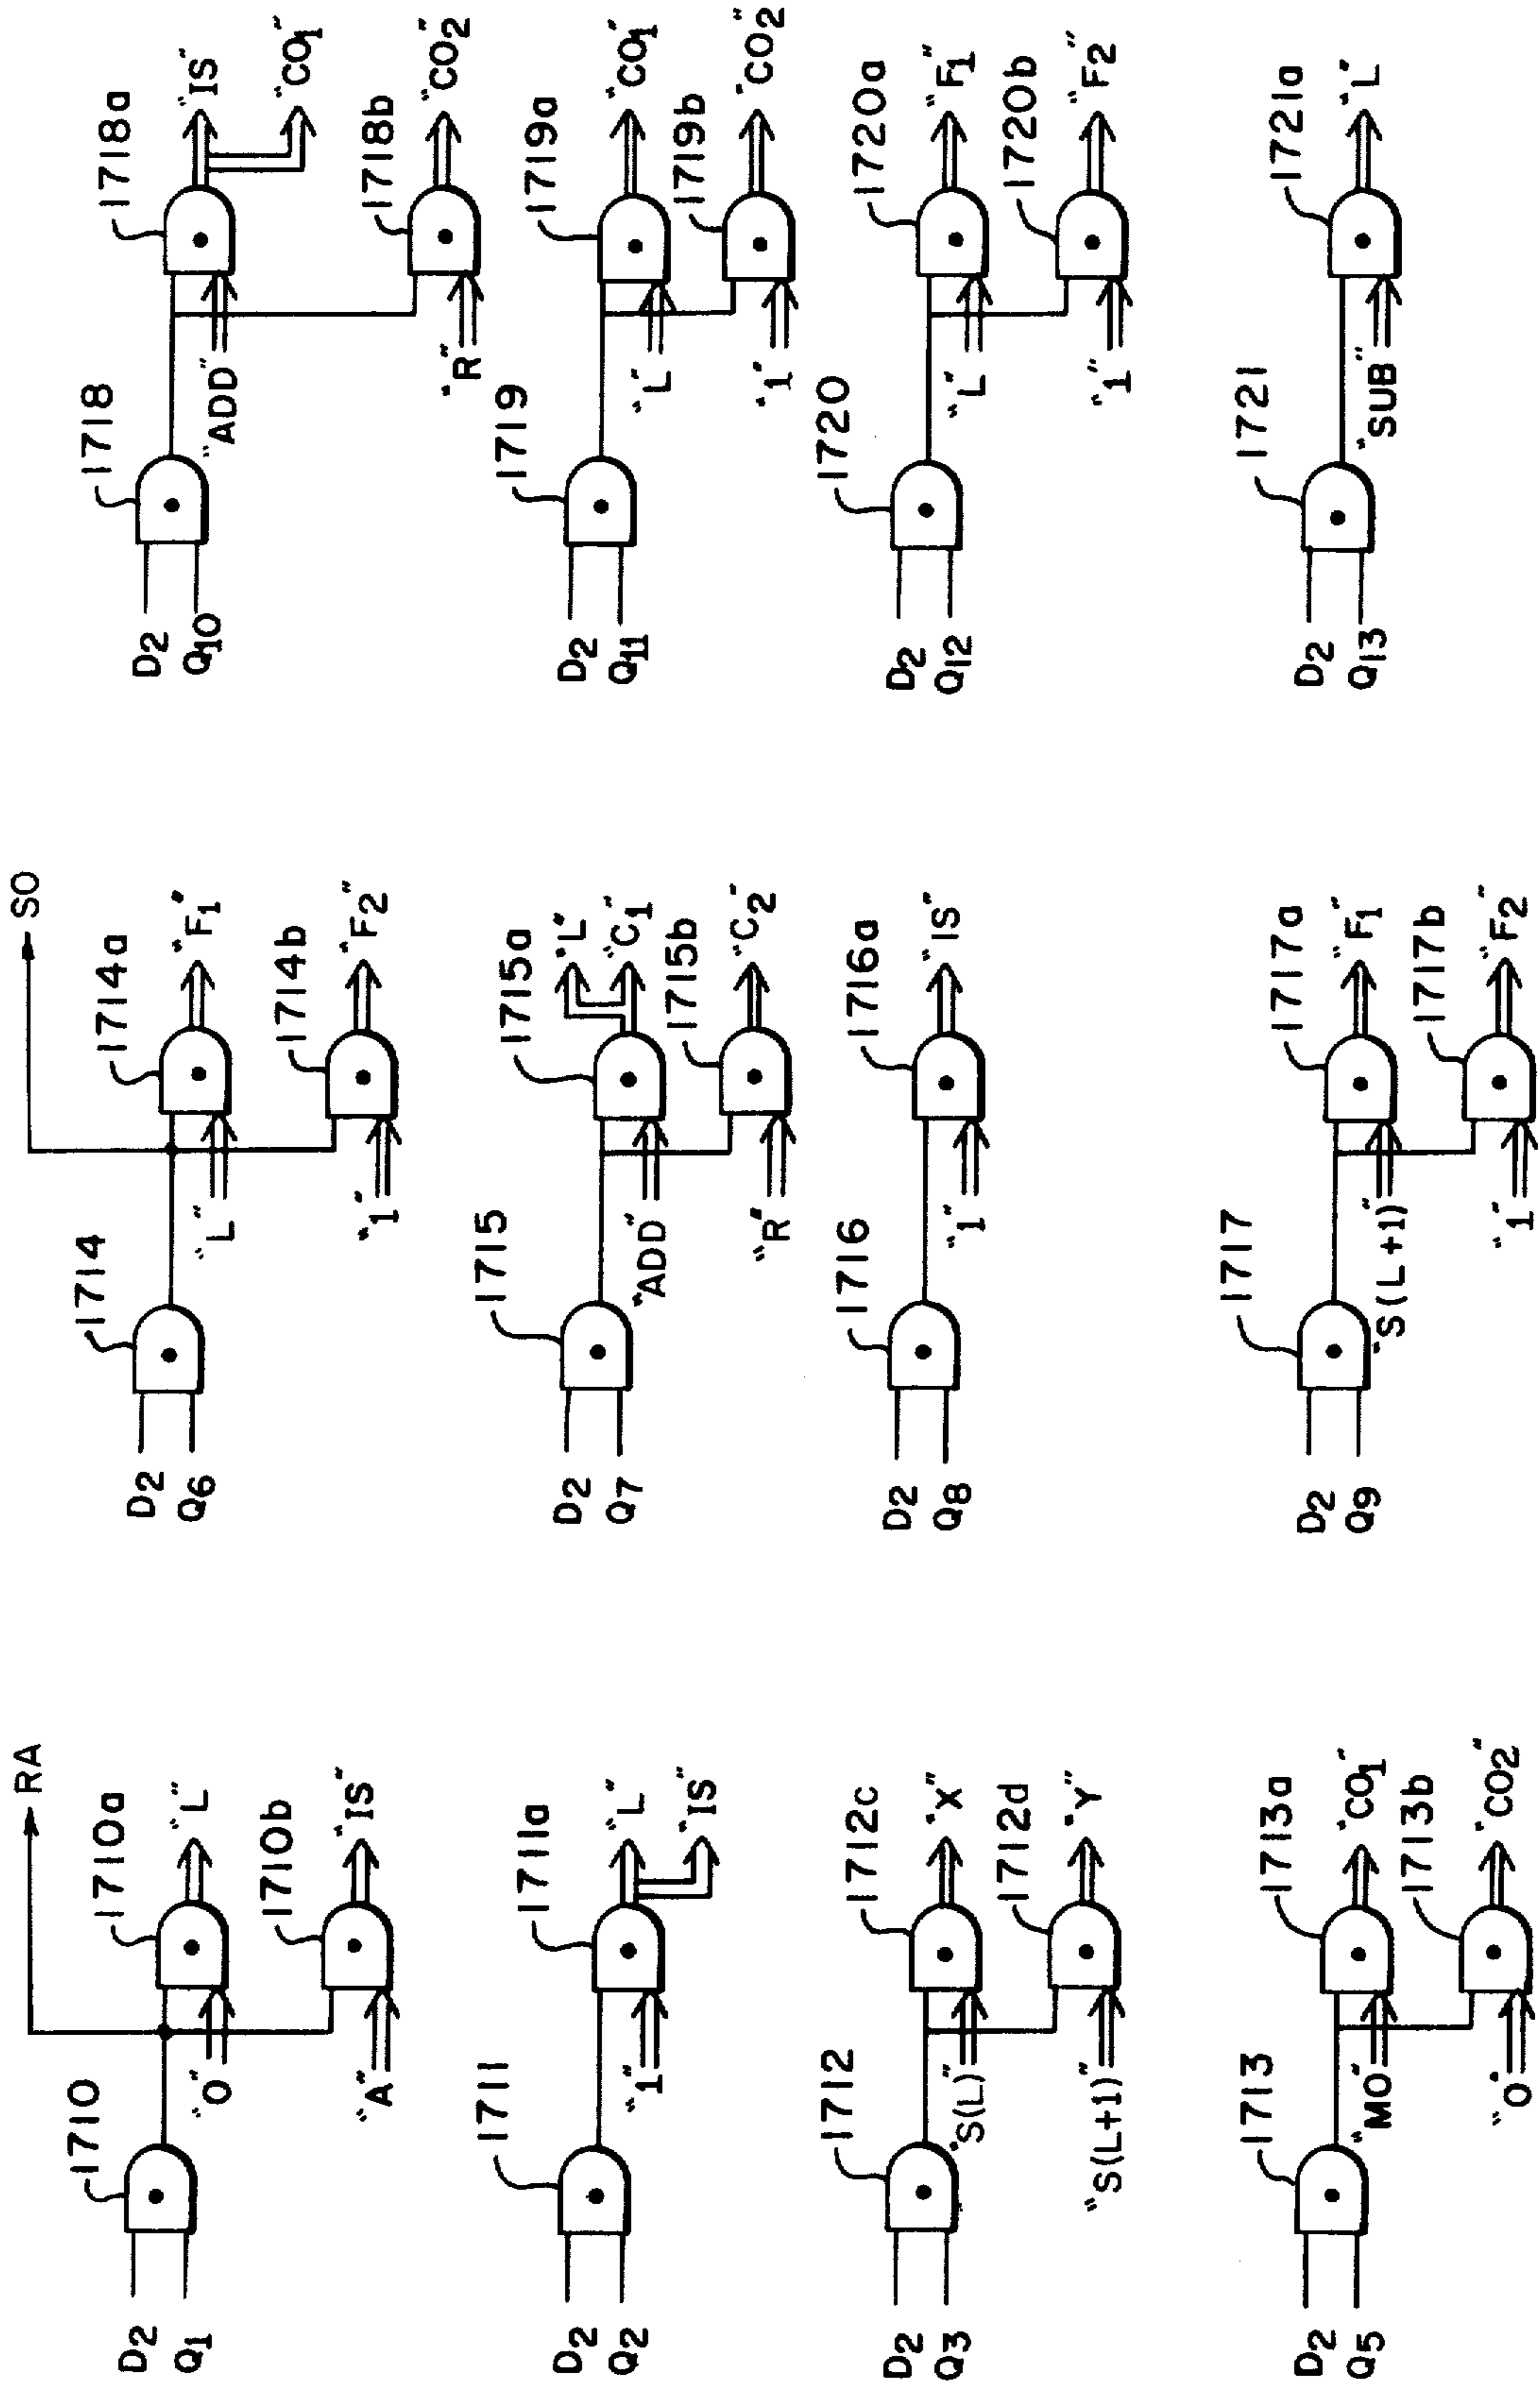 RA
1710
1710a
D2
Q1
"O"
"L"
1710b
"A"
"IS"
1711
1711a
D2
Q2
"1"
"L"
"IS"
1712
1712c
D2
Q3
"S(L)"
"X"
1712d
"S(L+1)"
"Y"
1713
1713a
D2
Q5
"MO"
"CO1"
1713b
"O"
"CO2"
SO
1714
1714a
D2
Q6
"L"
"F1"
1714b
"1"
"F2"
1715
1715a
D2
Q7
"ADD"
"L"
"C1"
1715b
"R"
"C2"
1716
1716a
D2
Q8
"1"
"IS"
1717
1717a
D2
Q9
"S(L+1)"
"F1"
1717b
"1"
"F2"
1718
1718a
D2
Q10
"ADD"
"IS"
"CO1"
1718b
"R"
"CO2"
1719
1719a
D2
Q11
"L"
"CO1"
1719b
"1"
"CO2"
1720
1720a
D2
Q12
"L"
"F1"
1720b
"1"
"F2"
1721
1721a
D2
Q13
"SUB"
"L"